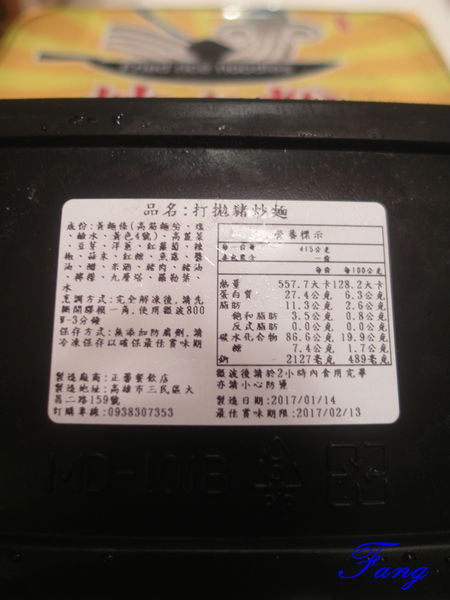 品名:打拋豬炒麵
成份:黃麵條(高筋麵粉、鹽
、鹼水、黃色4號)、高麗菜
、豆芽、洋蔥、紅蘿蔔、辣
椒、蒜末、紅糖、魚露、醬
油、醋、米酒、豬肉、豬油
、檸檬、九層塔、羅勒葉、
水
烹調方式:完全解凍後,請先
撕開膠模一角,使用微波800
W-3分鐘
保存方式:無添加防腐劑,請
冷凍保存以確保最佳賞味期
製造廠商:正馨餐飲店
製造地址:高雄市三民區大
昌二路159號
訂購專線:0938307353
營養標示
每一份量 415公克
本包裝含 一份
每份 每100公克
熱量 557.7大卡 128.2大卡
蛋白質 27.4公克 6.3公克
脂肪 11.3公克 2.6公克
飽和脂肪 3.5公克 0.8公克
反式脂肪 0.0公克 0.0公克
碳水化合物 86.6公克 19.9公克
糖 7.4公克 1.7公克
鈉 2127毫克 489毫克
微波後請於2小時內食用完畢
亦請小心防燙
製造日期:2017/01/14
最佳賞味期限:2017/02/13
MD-101B
Fang